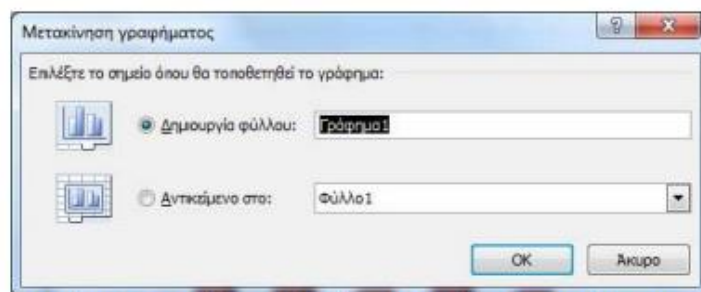 Μετακίνηση γραφήματος
Επιλέξτε το σημείο όπου θα τοποθετηθεί το γράφημα:
Δημιουργία φύλλου: Γράφημα1
Αντικείμενο στο: Φύλλο1
OK Άκυρο